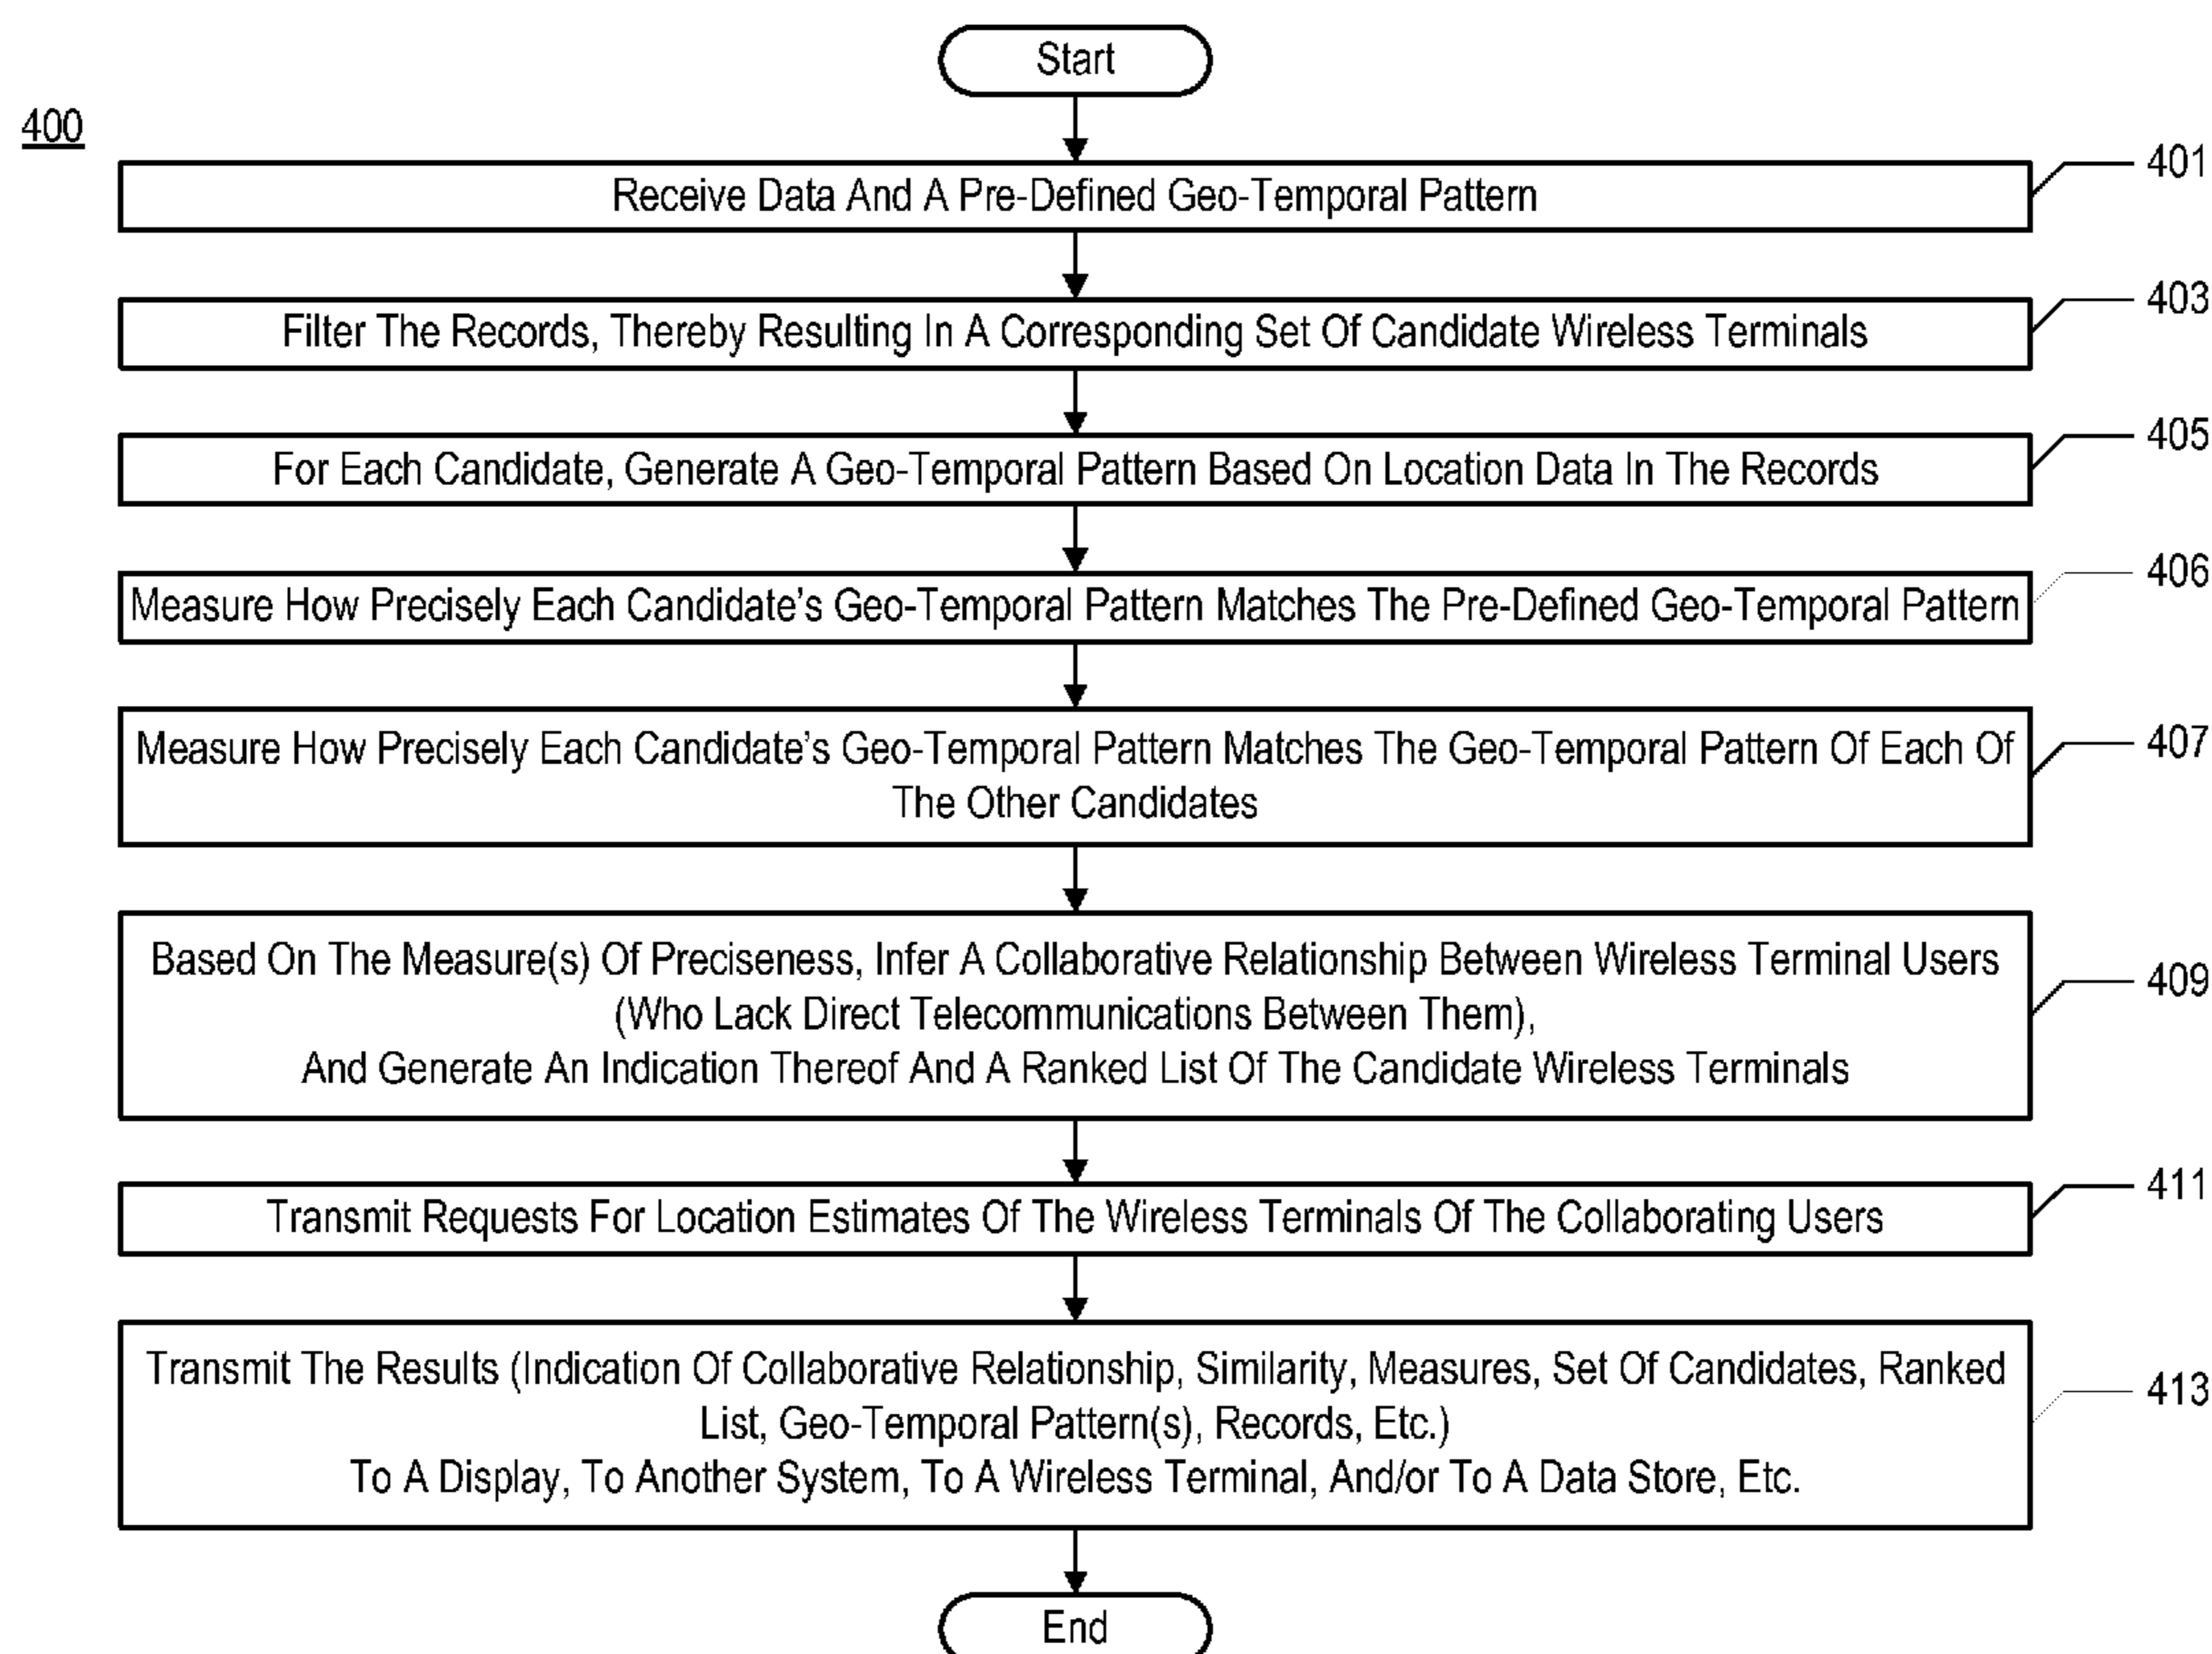 Start
400
401
Receive Data And A Pre-Defined Geo-Temporal Pattern
403
Filter The Records, Thereby Resulting In A Corresponding Set Of Candidate Wireless Terminals
405
For Each Candidate, Generate A Geo-Temporal Pattern Based On Location Data In The Records
406
Measure How Precisely Each Candidate's Geo-Temporal Pattern Matches The Pre-Defined Geo-Temporal Pattern
407
Measure How Precisely Each Candidate's Geo-Temporal Pattern Matches The Geo-Temporal Pattern Of Each Of
The Other Candidates
409
Based On The Measure(s) Of Preciseness, Infer A Collaborative Relationship Between Wireless Terminal Users
(Who Lack Direct Telecommunications Between Them),
And Generate An Indication Thereof And A Ranked List Of The Candidate Wireless Terminals
411
Transmit Requests For Location Estimates Of The Wireless Terminals Of The Collaborating Users
413
Transmit The Results (Indication Of Collaborative Relationship, Similarity, Measures, Set Of Candidates, Ranked
List, Geo-Temporal Pattern(s), Records, Etc.)
To A Display, To Another System, To A Wireless Terminal, And/or To A Data Store, Etc.
End